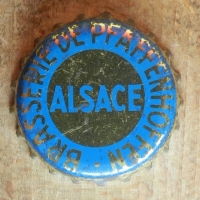 BRASSERIE DE PFAFFENHOFFEN
ALSACE